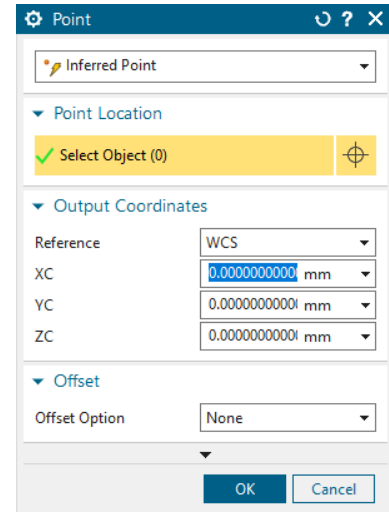 Point ?
Inferred Point
Point Location
Select Object (0)
Output Coordinates
Reference WCS
XC 0.0000000000 mm
YC 0.0000000000 mm
ZC 0.0000000000 mm
Offset
Offset Option None
OK Cancel